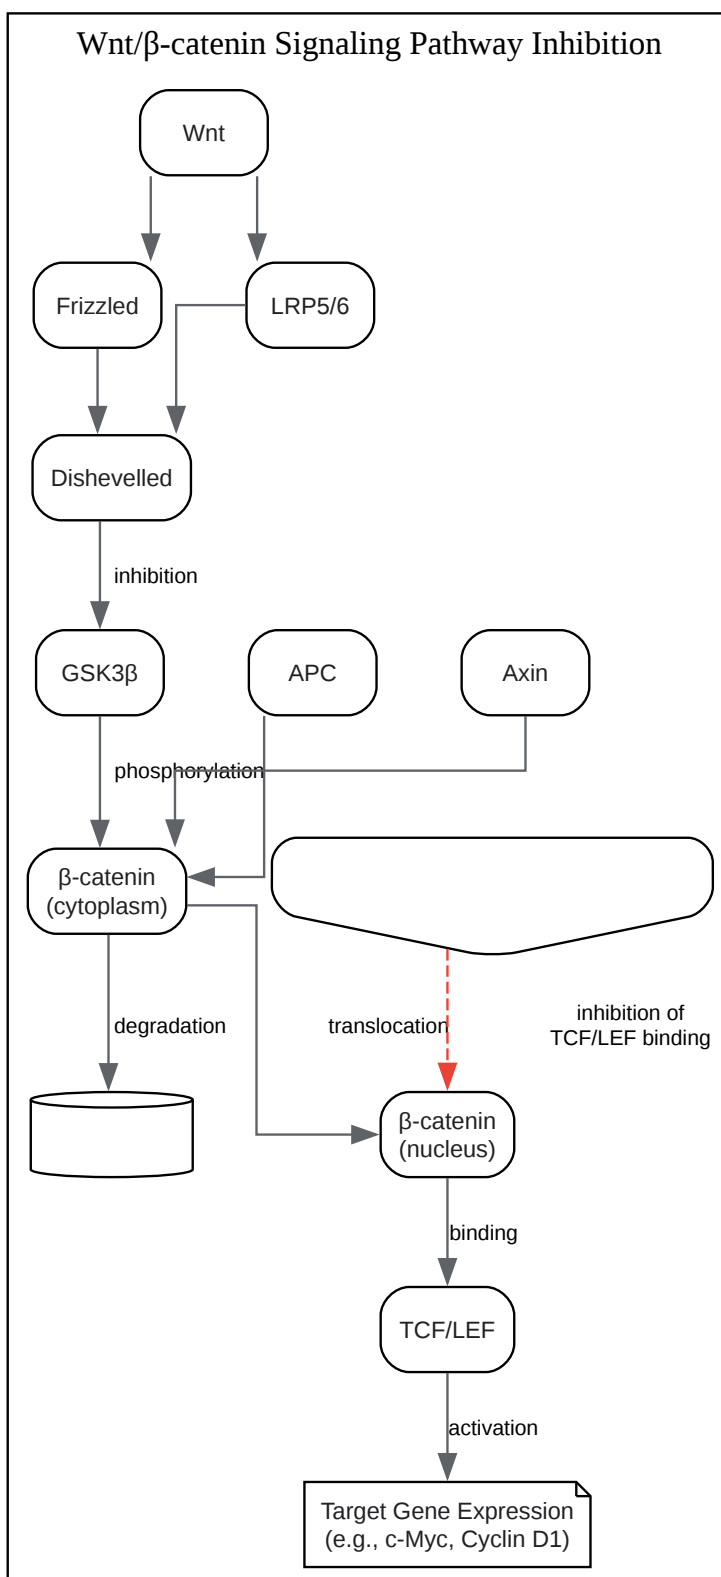 Wnt/β-catenin Signaling Pathway Inhibition
Wnt
Frizzled
LRP5/6
Dishevelled
inhibition
GSK3β
APC
Axin
phosphorylation
β-catenin
(cytoplasm)
degradation
translocation
inhibition of
TCF/LEF binding
β-catenin
(nucleus)
binding
TCF/LEF
activation
Target Gene Expression
(e.g., c-Myc, Cyclin D1)